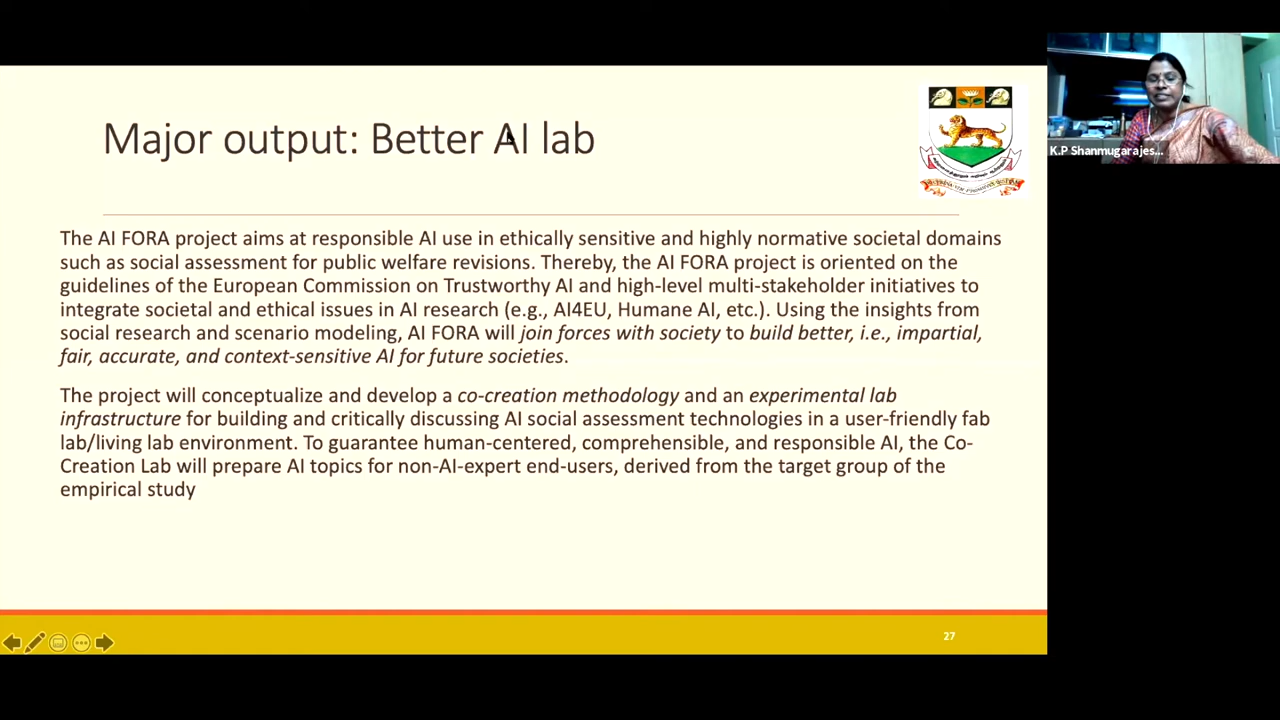 Major output: Better AI lab
K.P Shanmugarajes...
The AI FORA project aims at responsible AI use in ethically sensitive and highly normative societal domains
such as social assessment for public welfare revisions. Thereby, the AI FORA project is oriented on the
guidelines of the European Commission on Trustworthy AI and high-level multi-stakeholder initiatives to
integrate societal and ethical issues in AI research (e.g., AI4EU, Humane AI, etc.). Using the insights from
social research and scenario modeling, AI FORA will join forces with society to build better, i.e., impartial,
fair, accurate, and context-sensitive AI for future societies.
The project will conceptualize and develop a co-creation methodology and an experimental lab
infrastructure for building and critically discussing AI social assessment technologies in a user-friendly fab
lab/living lab environment. To guarantee human-centered, comprehensible, and responsible AI, the Co-
Creation Lab will prepare AI topics for non-AI-expert end-users, derived from the target group of the
empirical study
27